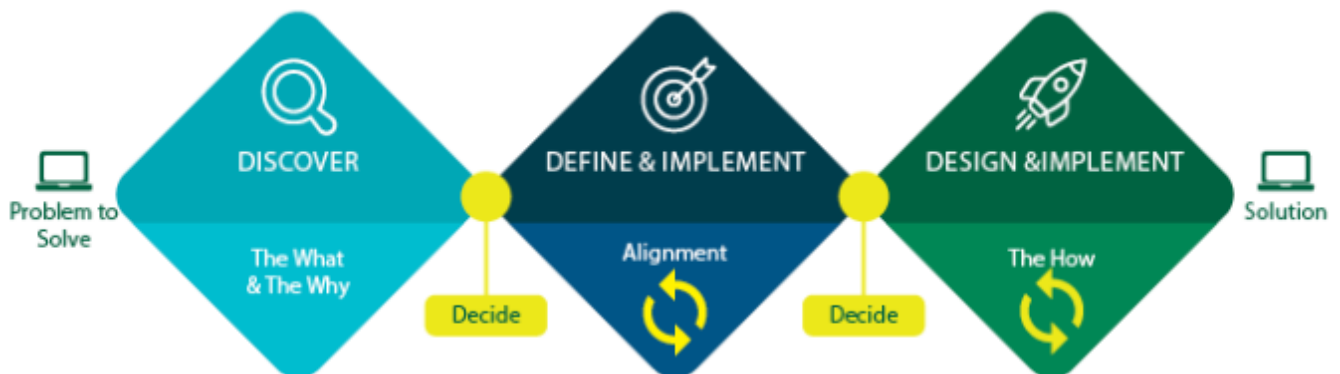 Problem to
Solve
DISCOVER
The What
& The Why
Decide
DEFINE & IMPLEMENT
Alignment
Decide
DESIGN &IMPLEMENT
The How
Solution